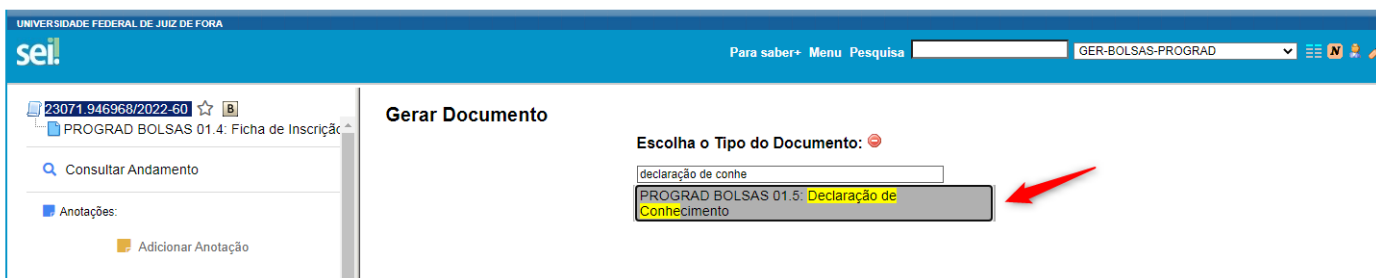 UNIVERSIDADE FEDERAL DE JUIZ DE FORA
sei!
Para saber+ Menu Pesquisa GER-BOLSAS-PROGRAD N
23071.946968/2022-60 B
PROGRAD BOLSAS 01.4: Ficha de Inscrição
Consultar Andamento
Anotações:
Adicionar Anotação
Gerar Documento
Escolha o Tipo do Documento:
declaração de conhe
PROGRAD BOLSAS 01.5: Declaração de
Conhecimento